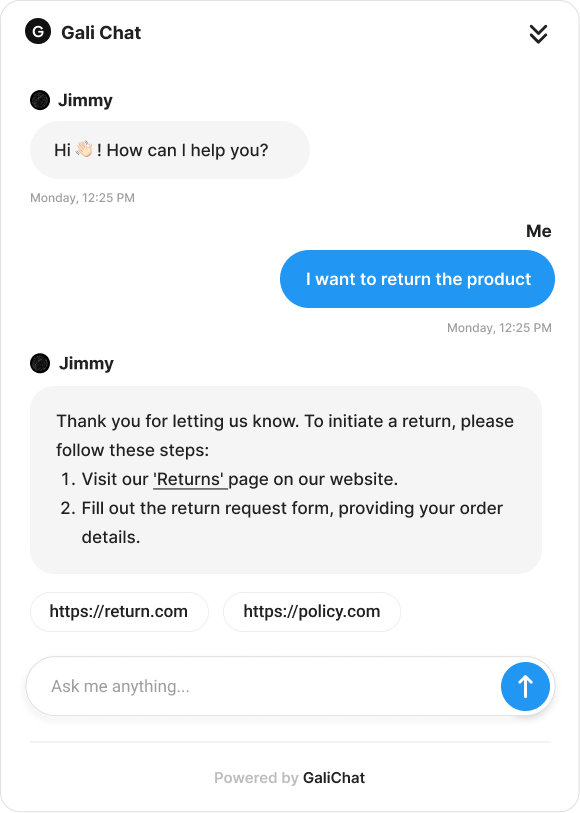 G Gali Chat
Jimmy
Hi 👋🏻 ! How can I help you?
Monday, 12:25 PM
Me
I want to return the product
Monday, 12:25 PM
Jimmy
Thank you for letting us know. To initiate a return, please
follow these steps:
1. Visit our 'Returns' page on our website.
2. Fill out the return request form, providing your order
details.
https://return.com https://policy.com
Ask me anything...
Powered by GaliChat